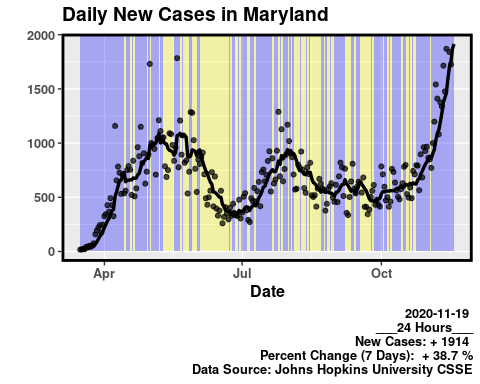 Daily New Cases in Maryland
2000
1500
1000
500
0
Apr Jul Oct
Date
2020-11-19
___24 Hours___
New Cases: + 1914
Percent Change (7 Days): + 38.7 %
Data Source: Johns Hopkins University CSSE